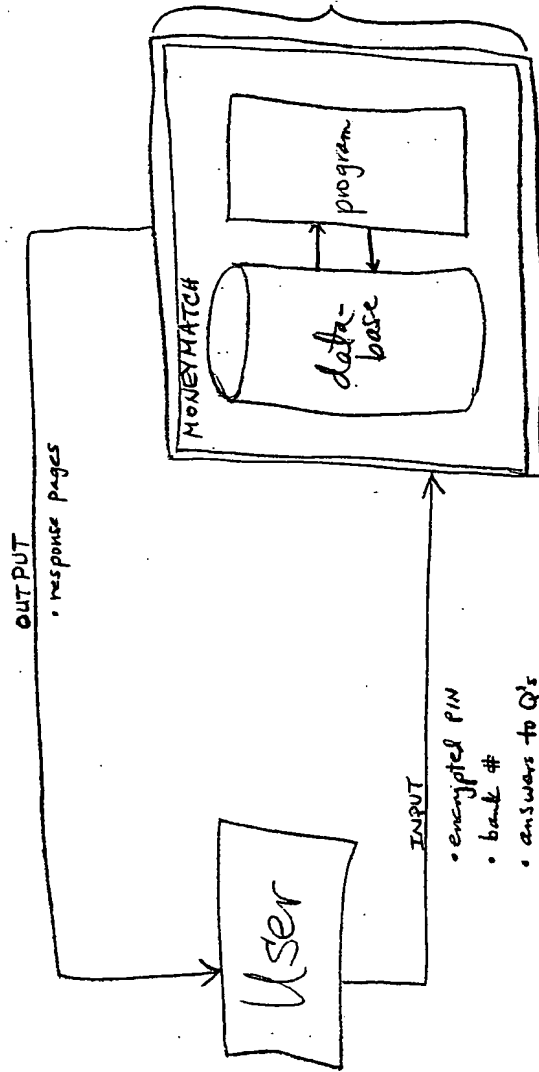 OUTPUT
• response pages
MONEYMATCH
data-
base
program
User
INPUT
• encrypted PIN
• bank #
• answers to Q's